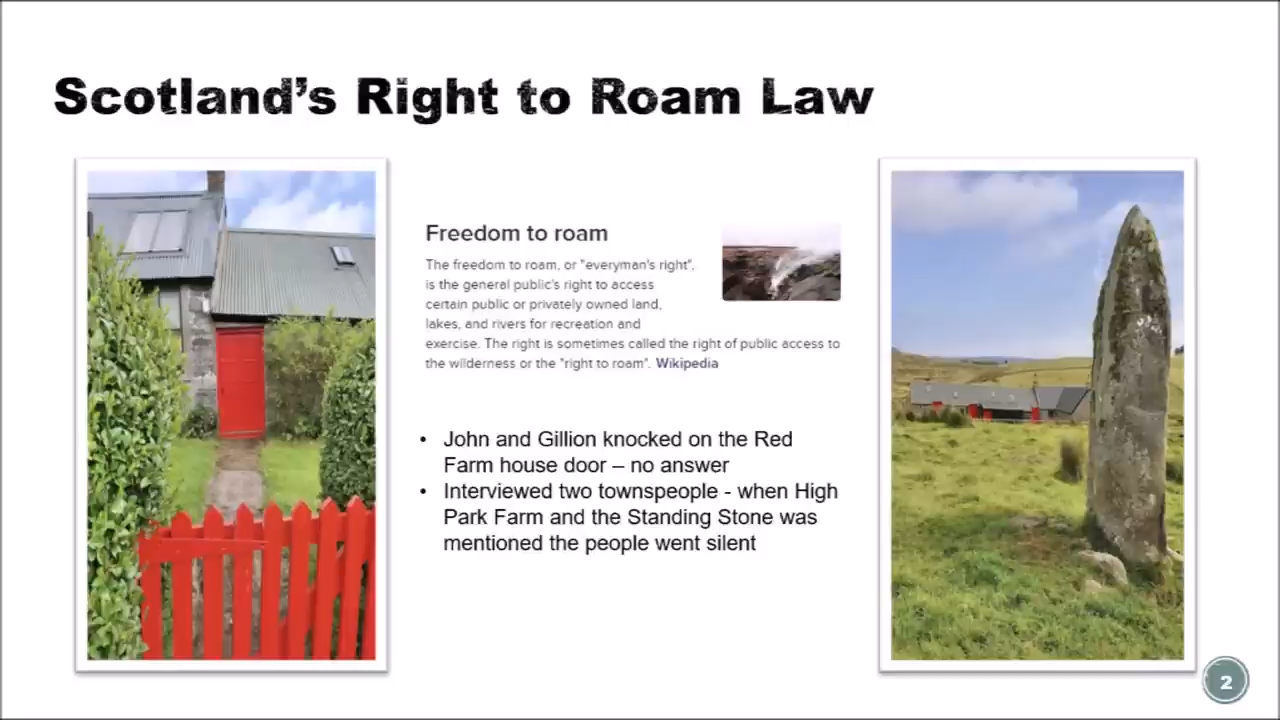 Scotland's Right to Roam Law
Freedom to roam
The freedom to roam, or "everyman's right",
is the general public's right to access
certain public or privately owned land,
lakes, and rivers for recreation and
exercise. The right is sometimes called the right of public access to
the wilderness or the "right to roam". Wikipedia
• John and Gillion knocked on the Red
Farm house door – no answer
• Interviewed two townspeople - when High
Park Farm and the Standing Stone was
mentioned the people went silent
2